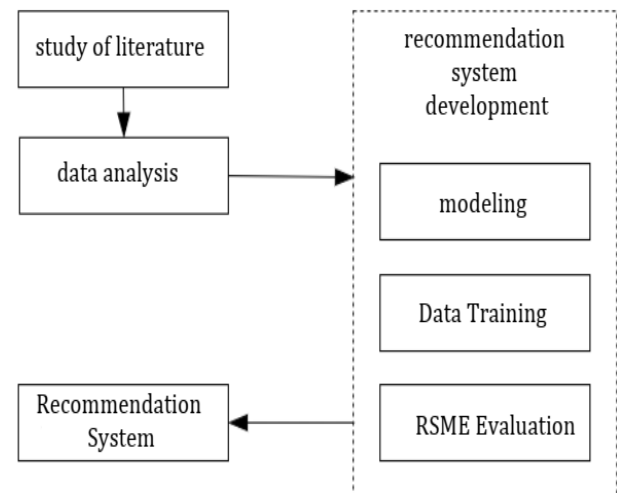 study of literature
data analysis
recommendation
system
development
modeling
Data Training
RSME Evaluation
Recommendation
System